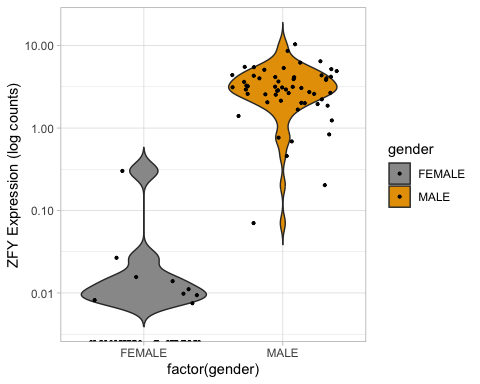 10.00
1.00
0.10
0.01
ZFY Expression (log counts)
FEMALE
MALE
factor(gender)
gender
FEMALE
MALE